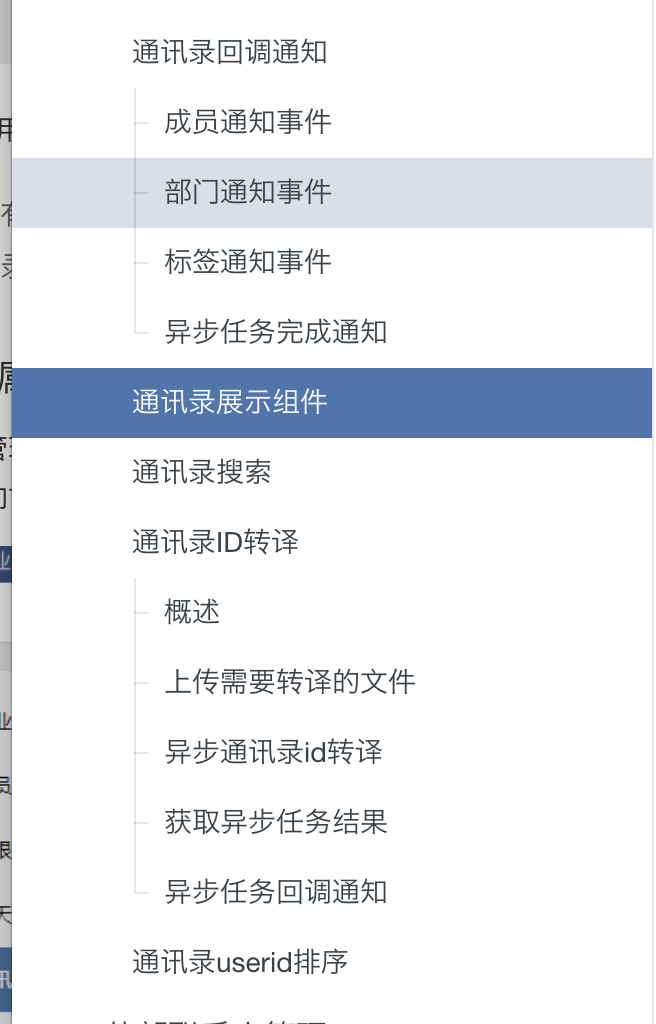 通讯录回调通知
成员通知事件
部门通知事件
标签通知事件
异步任务完成通知
通讯录展示组件
通讯录搜索
通讯录ID转译
概述
上传需要转译的文件
异步通讯录id转译
获取异步任务结果
异步任务回调通知
通讯录userid排序